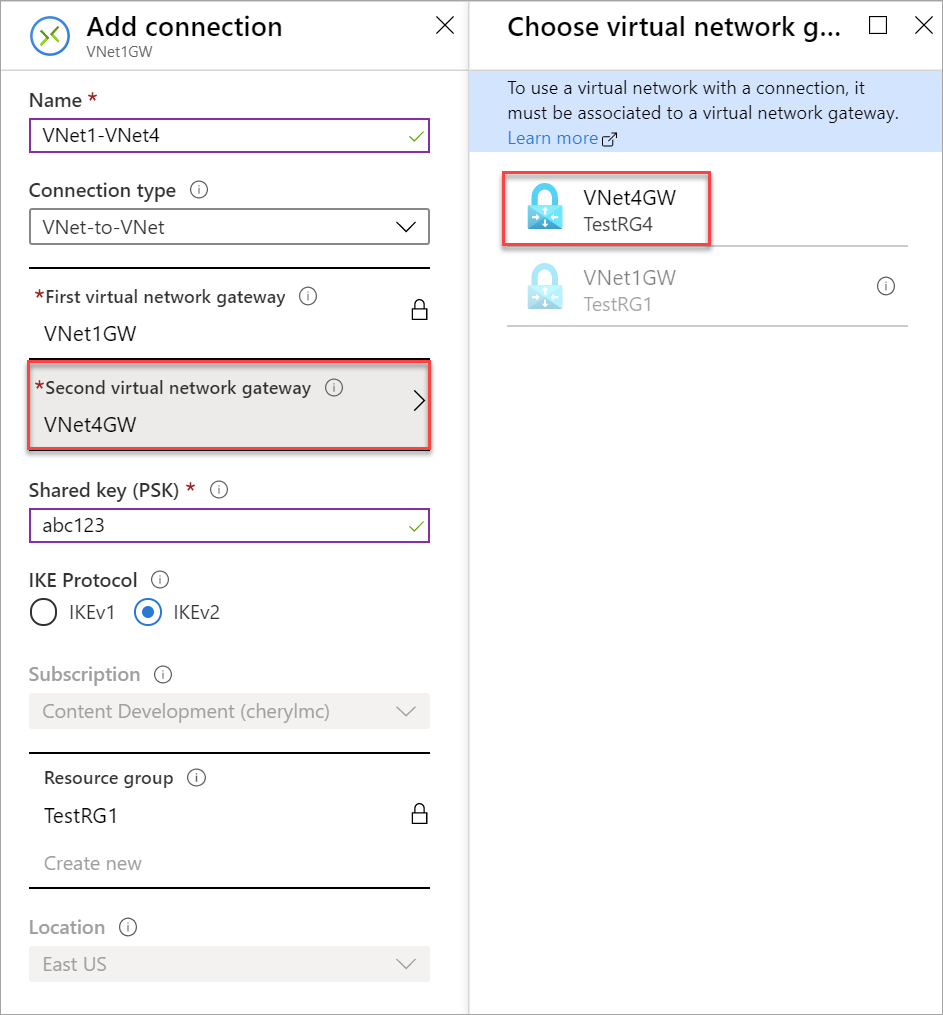 Add connection
VNet1GW
Name *
VNet1-VNet4
Connection type
VNet-to-VNet
*First virtual network gateway
VNet1GW
*Second virtual network gateway
VNet4GW
Shared key (PSK) *
abc123
IKE Protocol
IKEv1 IKEv2
Subscription
Content Development (cherylmc)
Resource group
TestRG1
Create new
Location
East US
Choose virtual network g...
To use a virtual network with a connection, it
must be associated to a virtual network gateway.
Learn more
VNet4GW
TestRG4
VNet1GW
TestRG1